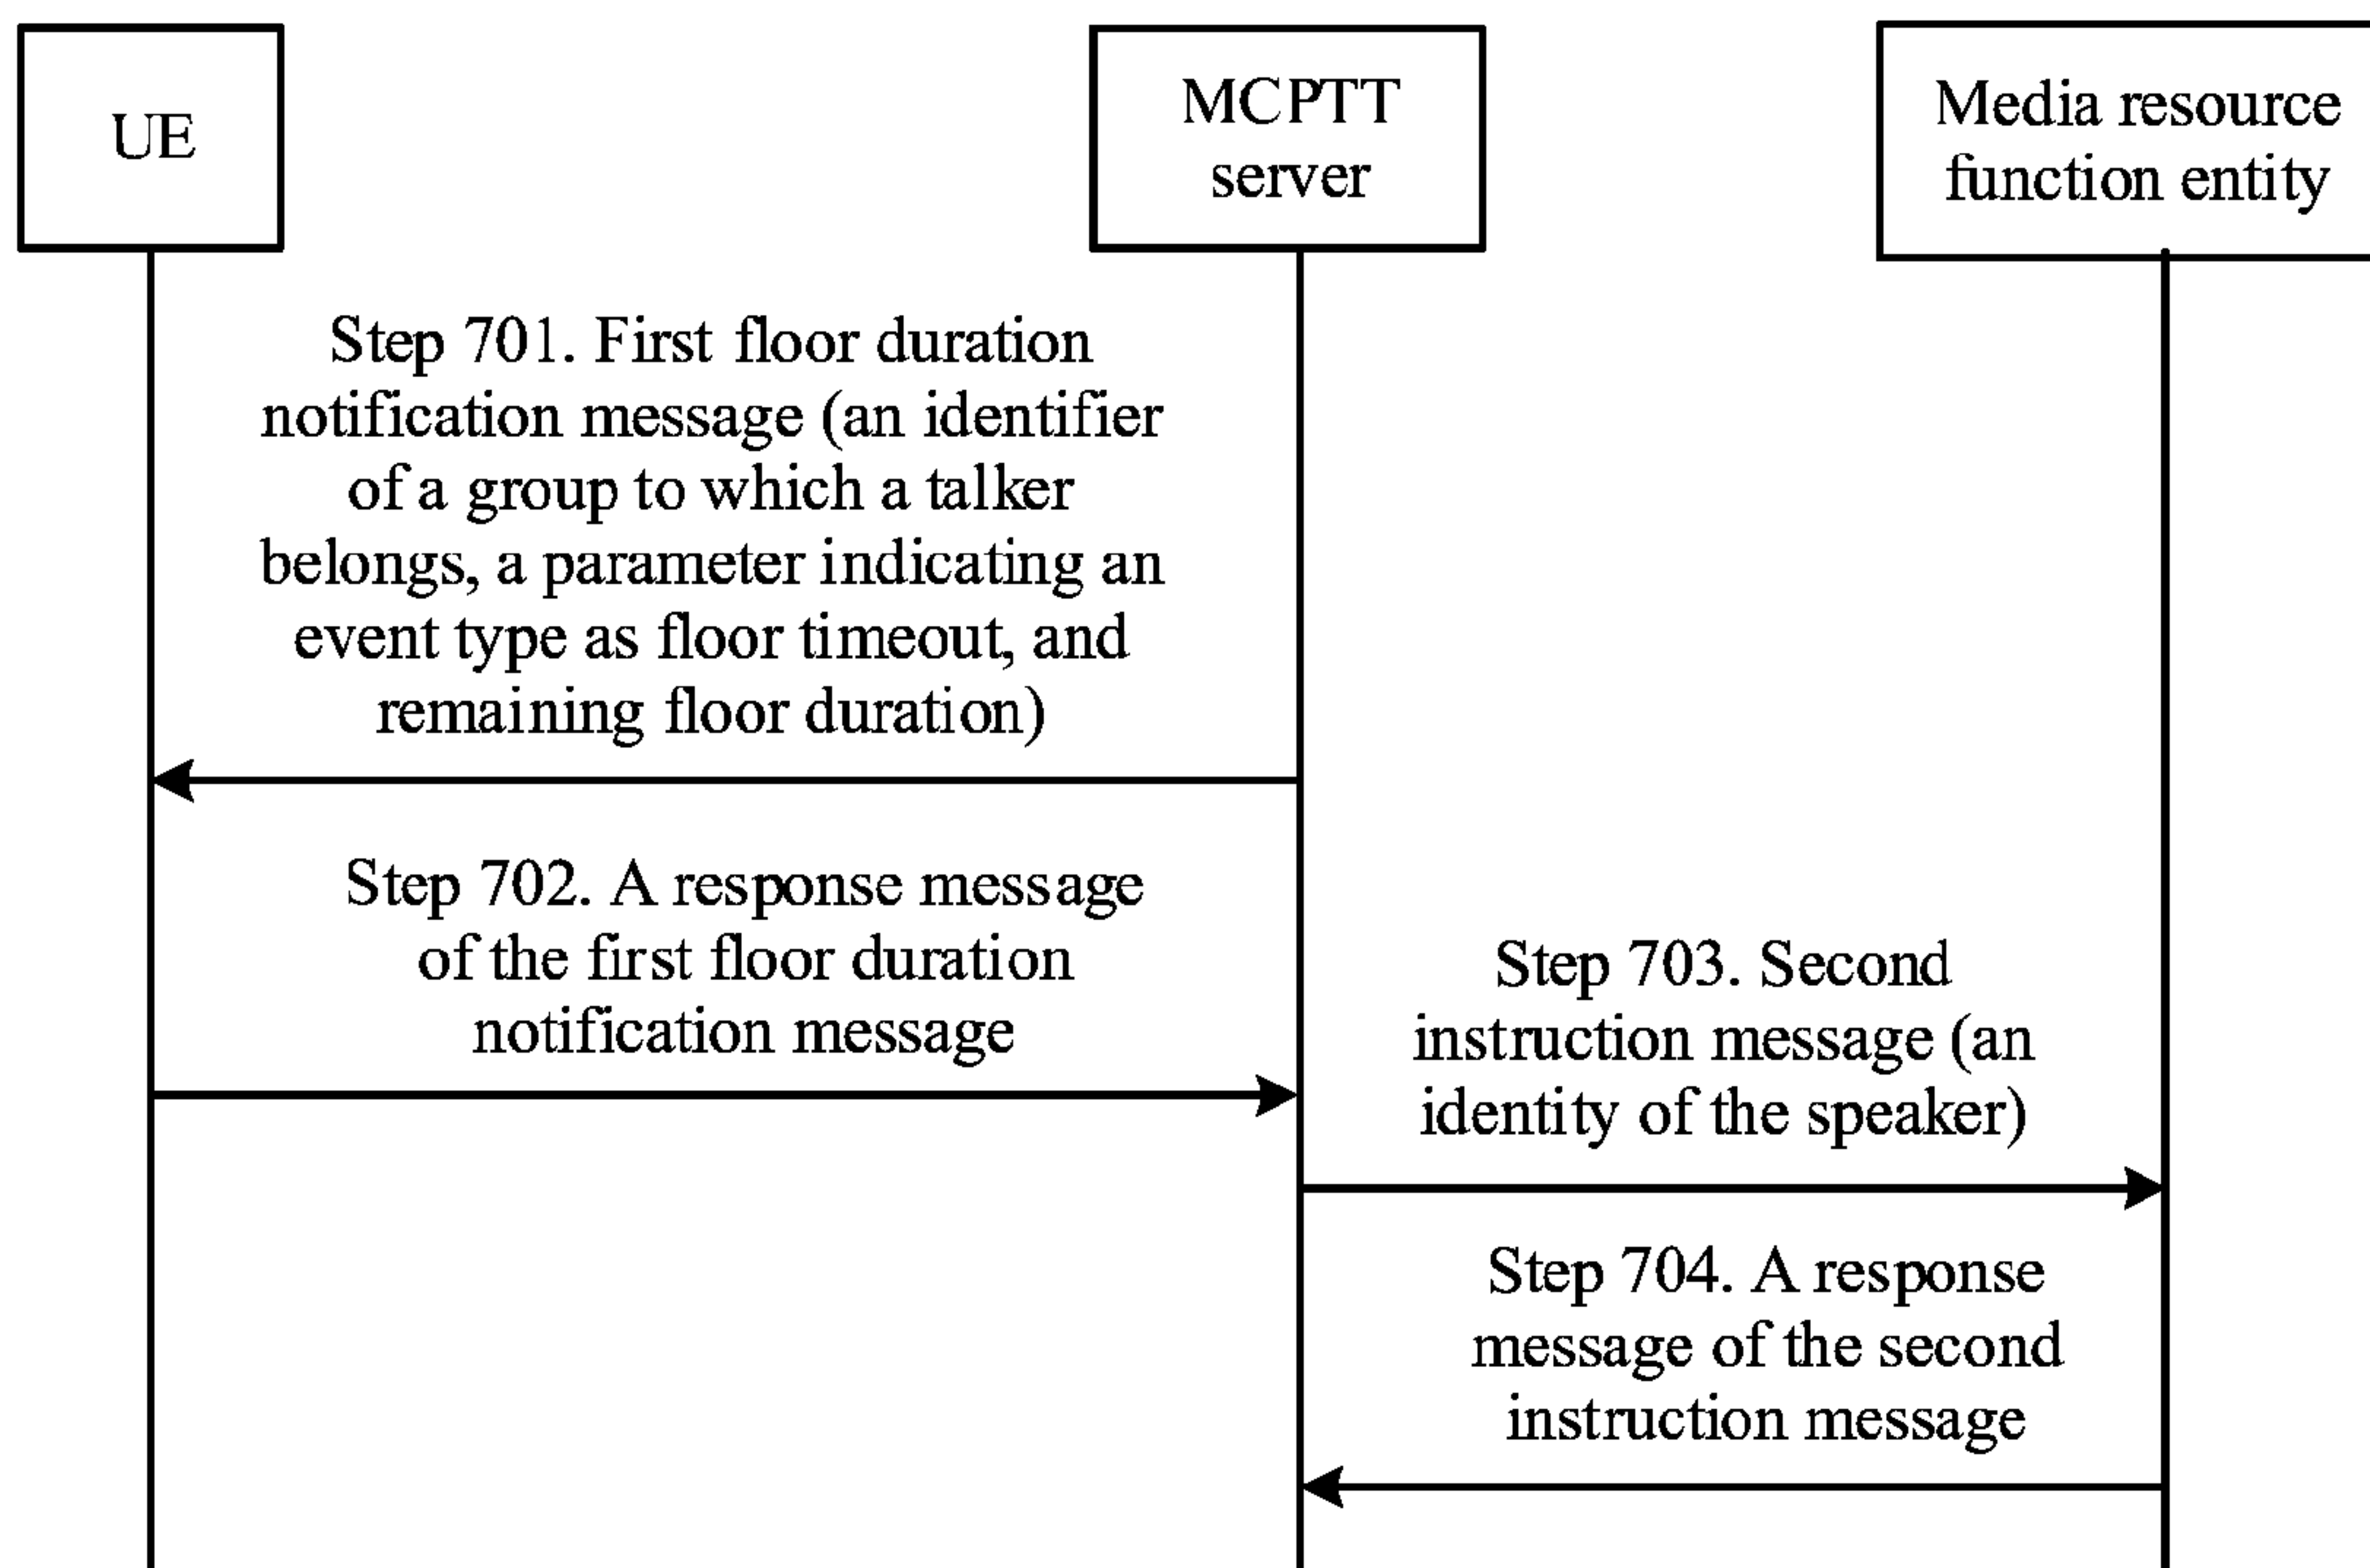 UE
MCPTT
server
Media resource
function entity
Step 701. First floor duration
notification message (an identifier
of a group to which a talker
belongs, a parameter indicating an
event type as floor timeout, and
remaining floor duration)
Step 702. A response message
of the first floor duration
notification message
Step 703. Second
instruction message (an
identity of the speaker)
Step 704. A response
message of the second
instruction message